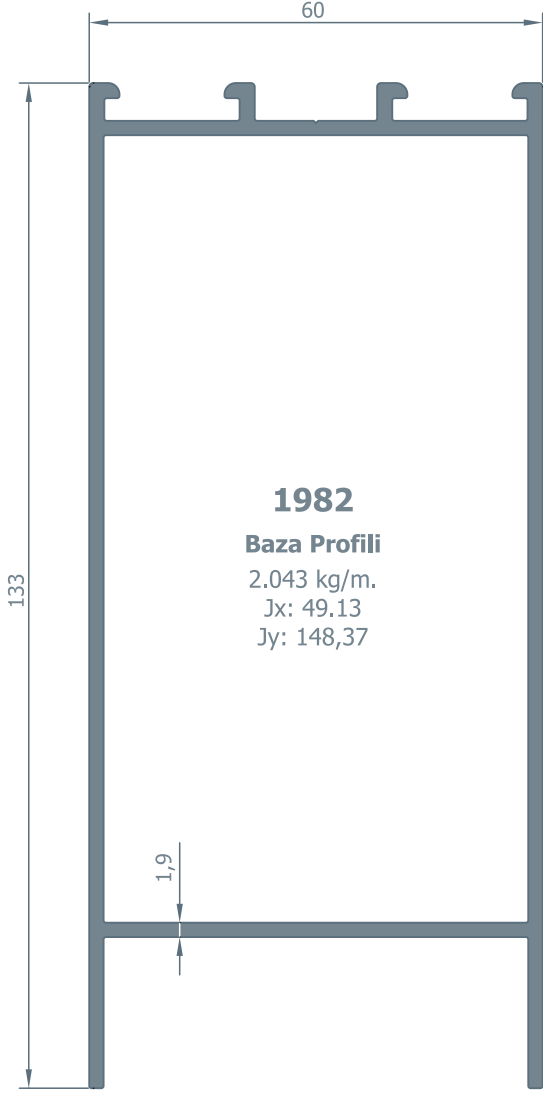 60
133
1982
Baza Profili
2.043 kg/m.
Jx: 49.13
Jy: 148,37
1,9